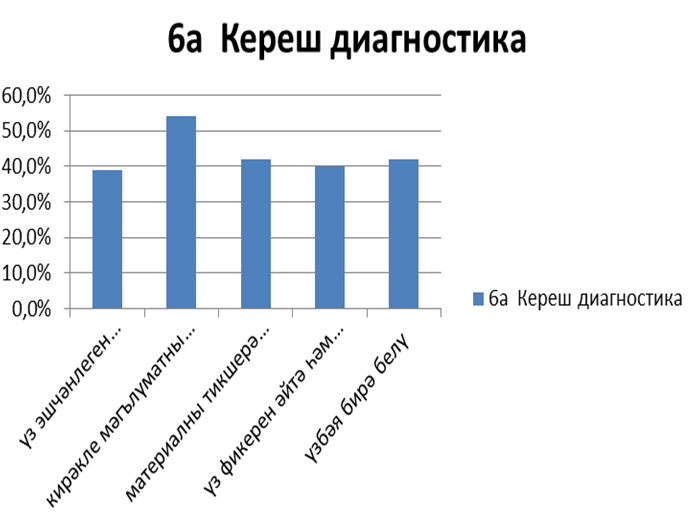 6а Кереш диагностика
60,0%
50,0%
40,0%
30,0%
20,0%
10,0%
0,0%
үз эшчәнлеген...
кирәкле мәгълүматны...
материалны тикшерә...
үз фикерен әйтә һәм...
үзбәя бирә белү
6а Кереш диагностика